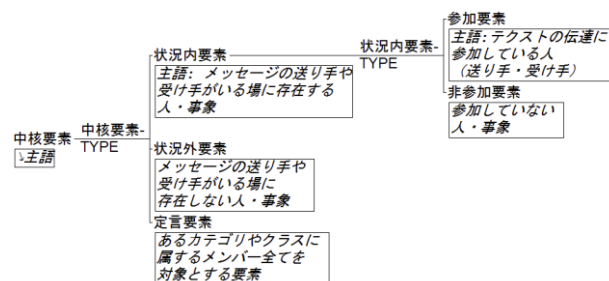 中核要素
↘主語
中核要素-
TYPE
状況内要素
主語: メッセージの送り手や
受け手がいる場に存在する
人・事象
状況内要素-
TYPE
参加要素
主語:テクストの伝達に
参加している人
(送り手・受け手)
非参加要素
参加していない
人・事象
状況外要素
メッセージの送り手や
受け手がいる場に
存在しない人・事象
定言要素
あるカテゴリやクラスに
属するメンバー全てを
対象とする要素